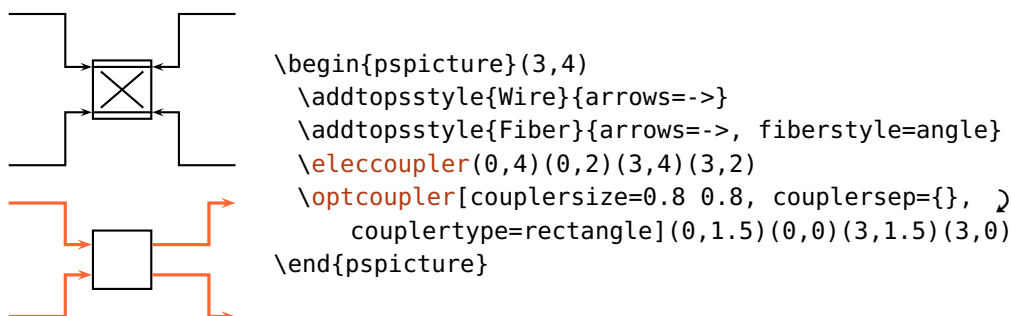 \begin{pspicture}(3,4)
\addtopsstyle{Wire}{arrows=->}
\addtopsstyle{Fiber}{arrows=->, fiberstyle=angle}
\eleccoupler(0,4)(0,2)(3,4)(3,2)
\optcoupler[couplersize=0.8 0.8, couplersep={},
couplertype=rectangle](0,1.5)(0,0)(3,1.5)(3,0)
\end{pspicture}